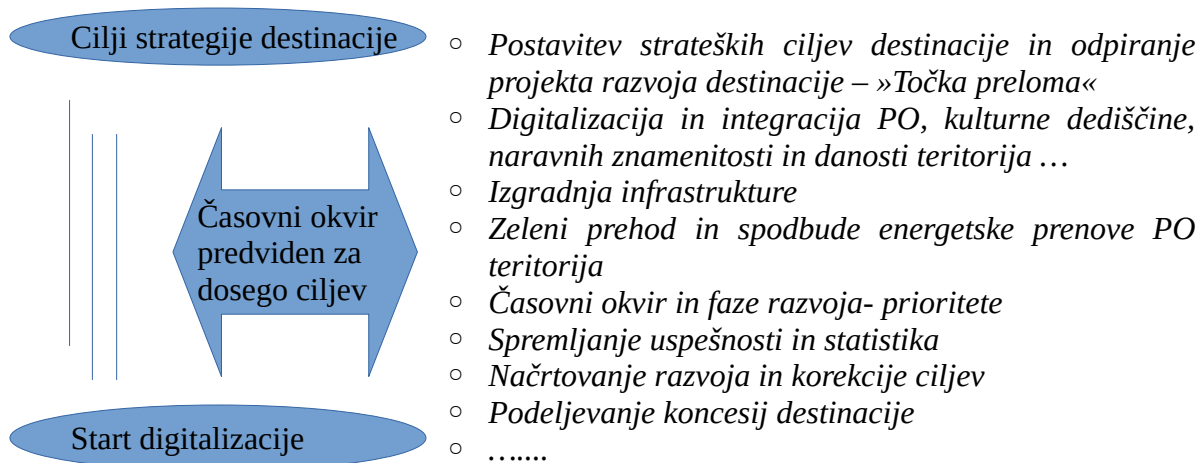 Cilji strategije destinacije
Časovni okvir
predviden za
dosego ciljev
Start digitalizacije
○ Postavitev strateških ciljev destinacije in odpiranje
projekta razvoja destinacije – »Točka preloma«
○ Digitalizacija in integracija PO, kulturne dediščine,
naravnih znamenitosti in danosti teritorija …
○ Izgradnja infrastrukture
○ Zeleni prehod in spodbude energetske prenove PO
teritorija
○ Časovni okvir in faze razvoja- prioritete
○ Spremljanje uspešnosti in statistika
○ Načrtovanje razvoja in korekcije ciljev
○ Podeljevanje koncesij destinacije
○ …....